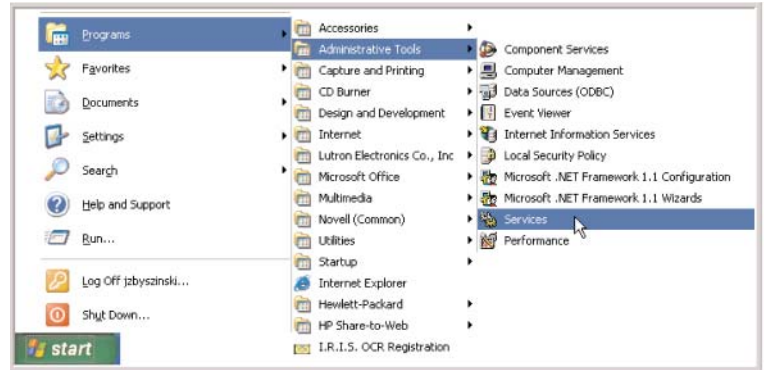 Programs
Favorites
Documents
Settings
Search
Help and Support
Run...
Log Off jzbyszinski...
Shut Down...
start
Accessories
Administrative Tools
Capture and Printing
CD Burner
Design and Development
Internet
Lutron Electronics Co., Inc
Microsoft Office
Multimedia
Novell (Common)
Utilities
Startup
Internet Explorer
Hewlett-Packard
HP Share-to-Web
I.R.I.S. OCR Registration
Component Services
Computer Management
Data Sources (ODBC)
Event Viewer
Internet Information Services
Local Security Policy
Microsoft .NET Framework 1.1 Configuration
Microsoft .NET Framework 1.1 Wizards
Services
Performance